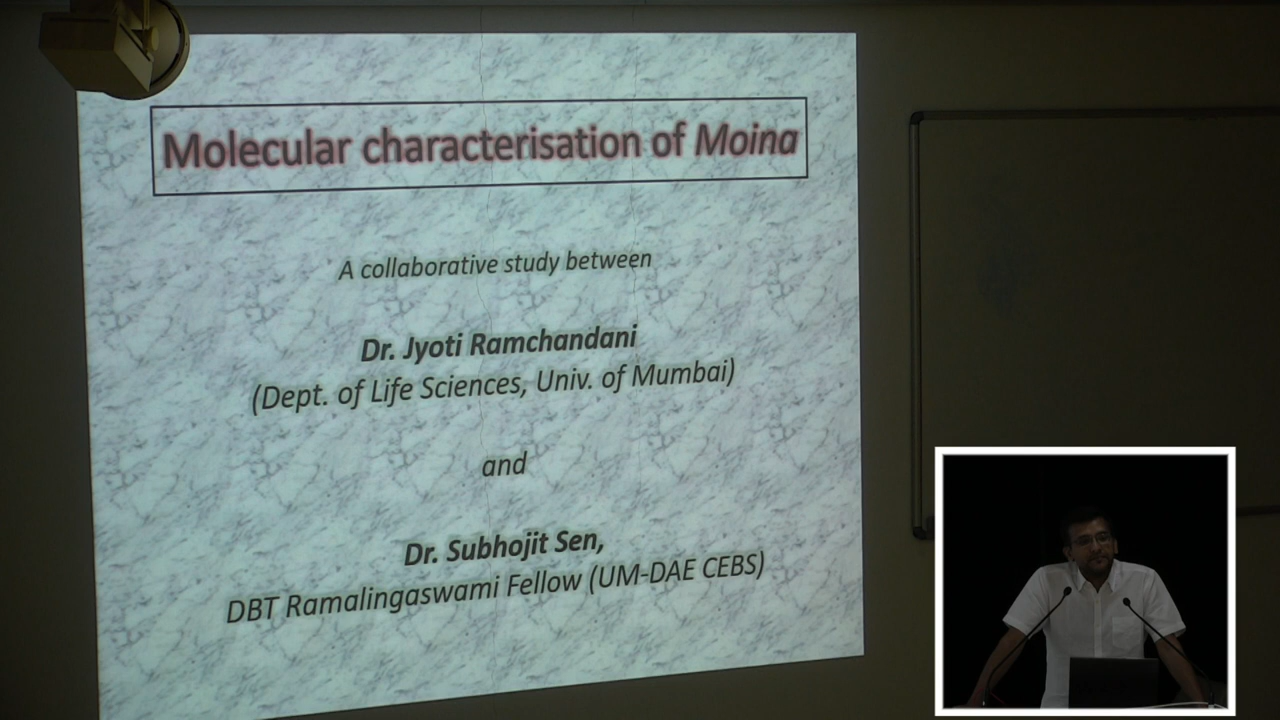 Molecular characterisation of Moina
A collaborative study between
Dr. Jyoti Ramchandani
(Dept. of Life Sciences, Univ. of Mumbai)
and
Dr. Subhojit Sen,
DBT Ramalingaswami Fellow (UM-DAE CEBS)